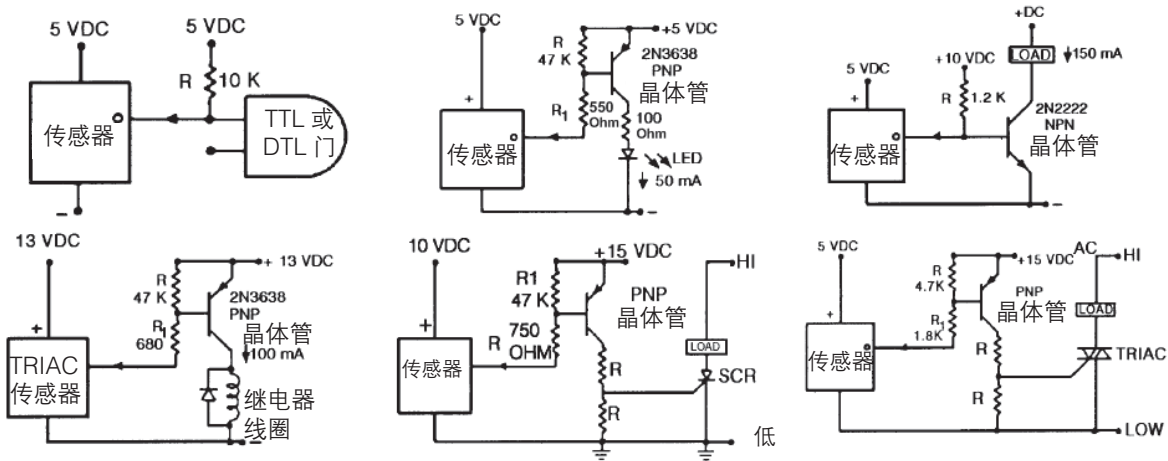 5 VDC
5 VDC
R
10 K
传感器
TTL 或
DTL 门
−
5 VDC
+
传感器
R
47 K
+5 VDC
2N3638
PNP
晶体管
R1
550
Ohm
100
Ohm
LED
50 mA
−
+DC
LOAD
150 mA
+10 VDC
5 VDC
+
R
1.2 K
2N2222
NPN
晶体管
传感器
−
13 VDC
+
TRIAC
传感器
+ 13 VDC
R
47 K
2N3638
PNP
晶体管
R1
680
100 mA
继电器
线圈
−
10 VDC
+
传感器
+15 VDC
R1
47 K
PNP
晶体管
R
750
OHM
R
R
HI
LOAD
SCR
低
5 VDC
+
传感器
+15 VDC
R
4.7K
PNP
晶体管
R1
1.8K
R
R
AC
HI
LOAD
TRIAC
LOW